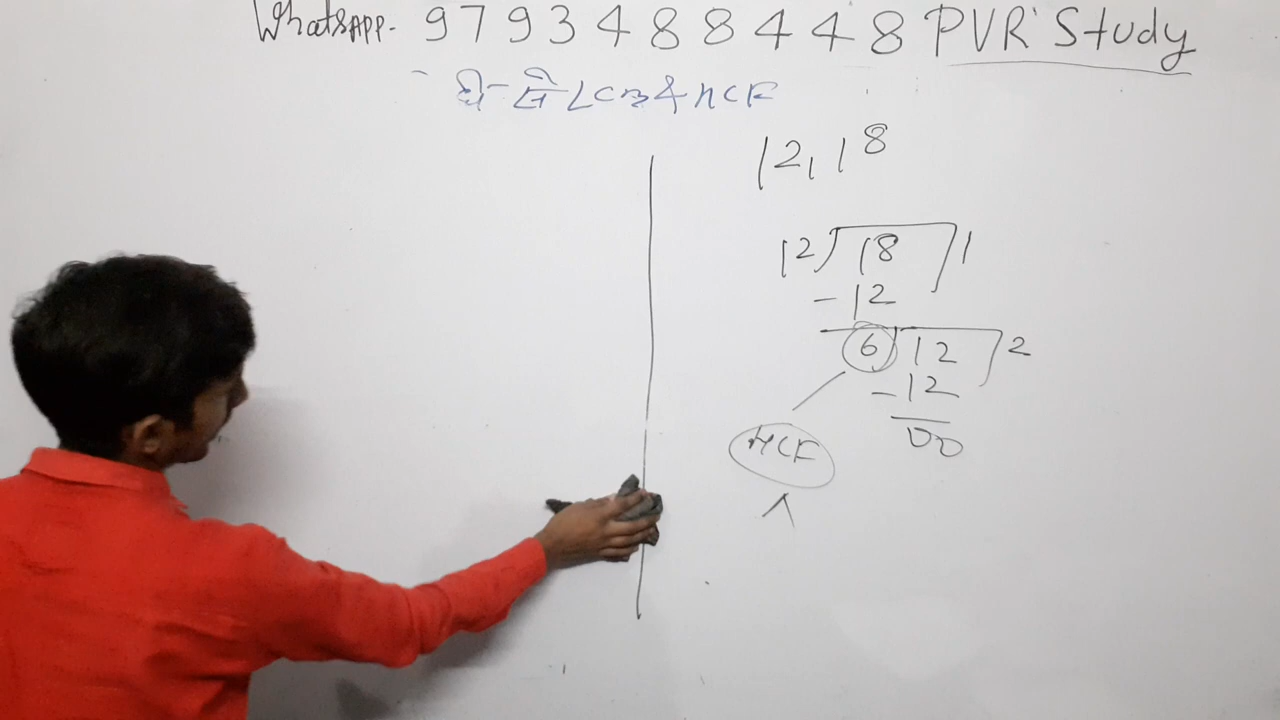 WhatsAPP- 9793488448 PVR Study
LCM & HCF
12, 18
12) 18 ) 1
- 12
6) 12 ) 2
- 12
00
HCF